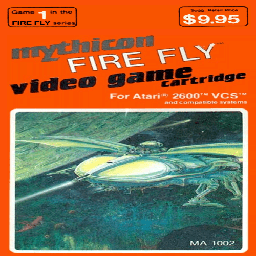 Game 1 in the
FIRE FLY series
Sugg. Retail Price
$9.95
mythicon
FIRE FLY™
video game
cartridge
For Atari® 2600™ VCS™
and compatible systems
MA 1002